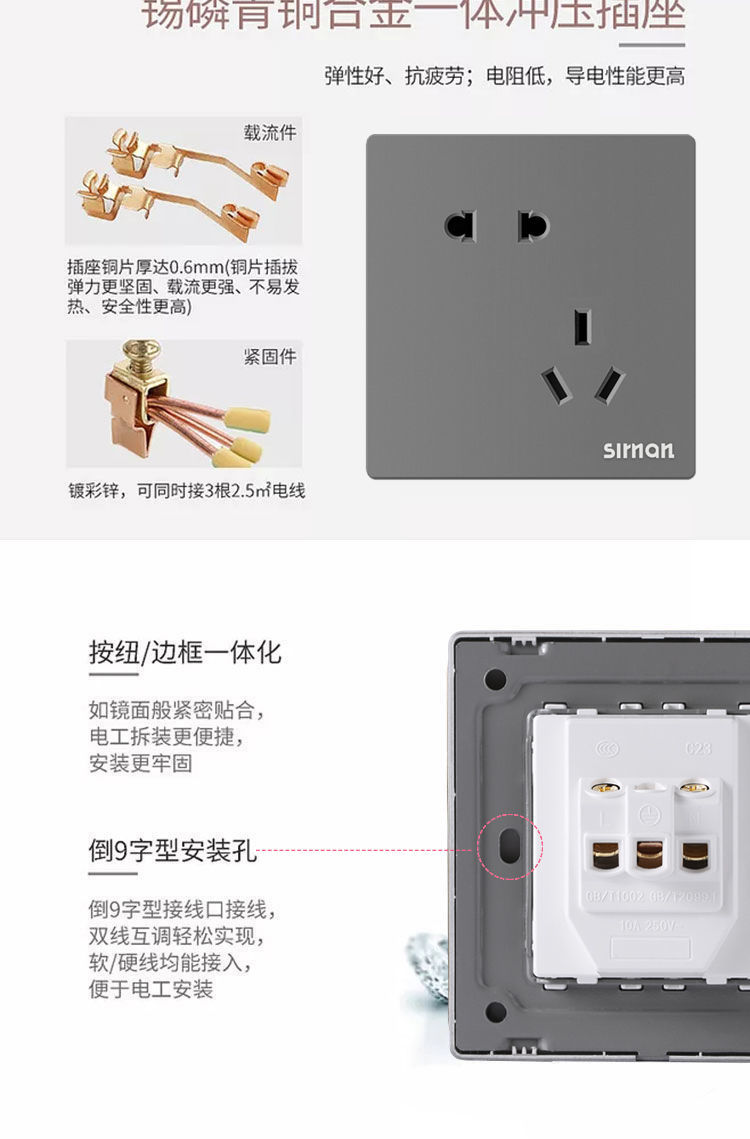 锡磷青铜合金一体冲压插座
弹性好、抗疲劳；电阻低，导电性能更高
载流件
插座铜片厚达0.6mm(铜片插拔
弹力更坚固、载流更强、不易发
热、安全性更高)
紧固件
镀彩锌，可同时接3根2.5㎡电线
sirnan
按纽/边框一体化
如镜面般紧密贴合，
电工拆装更便捷，
安装更牢固
倒9字型安装孔
倒9字型接线口接线，
双线互调轻松实现，
软/硬线均能接入，
便于电工安装
CCC
C23
L
N
GB/T1002 GB/T20991
10A 250V~